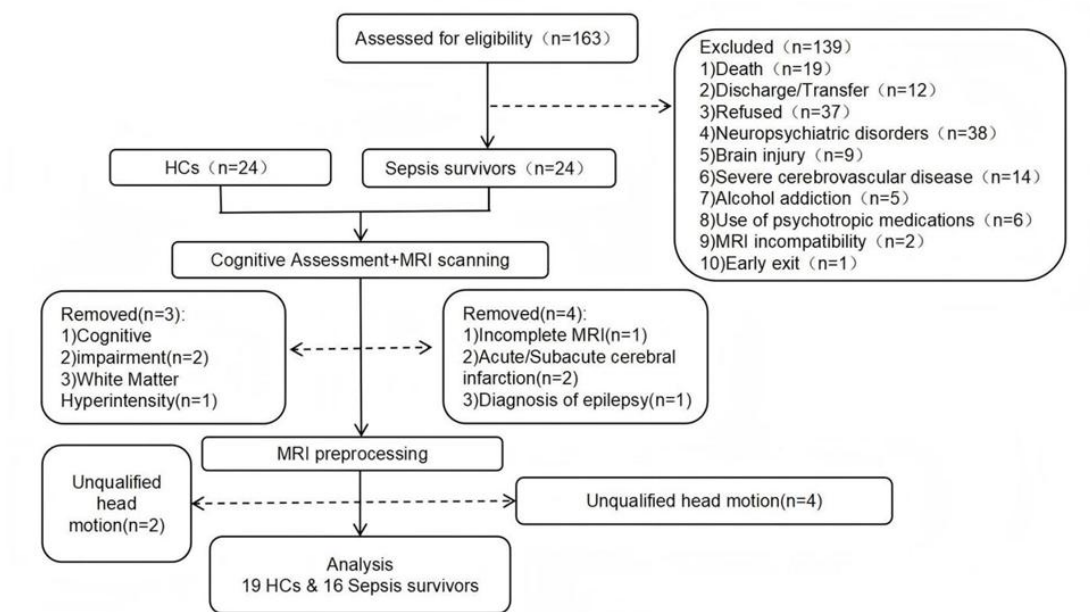 Assessed for eligibility（n=163）
Excluded（n=139）
1)Death（n=19）
2)Discharge/Transfer（n=12）
3)Refused（n=37）
4)Neuropsychiatric disorders（n=38）
5)Brain injury（n=9）
6)Severe cerebrovascular disease（n=14）
7)Alcohol addiction（n=5）
8)Use of psychotropic medications（n=6）
9)MRI incompatibility（n=2）
10)Early exit（n=1）
HCs（n=24）
Sepsis survivors（n=24）
Cognitive Assessment+MRI scanning
Removed(n=3):
1)Cognitive
2)impairment(n=2)
3)White Matter
Hyperintensity(n=1)
Removed(n=4):
1)Incomplete MRI(n=1)
2)Acute/Subacute cerebral
infarction(n=2)
3)Diagnosis of epilepsy(n=1)
MRI preprocessing
Unqualified
head
motion(n=2)
Unqualified head motion(n=4)
Analysis
19 HCs & 16 Sepsis survivors